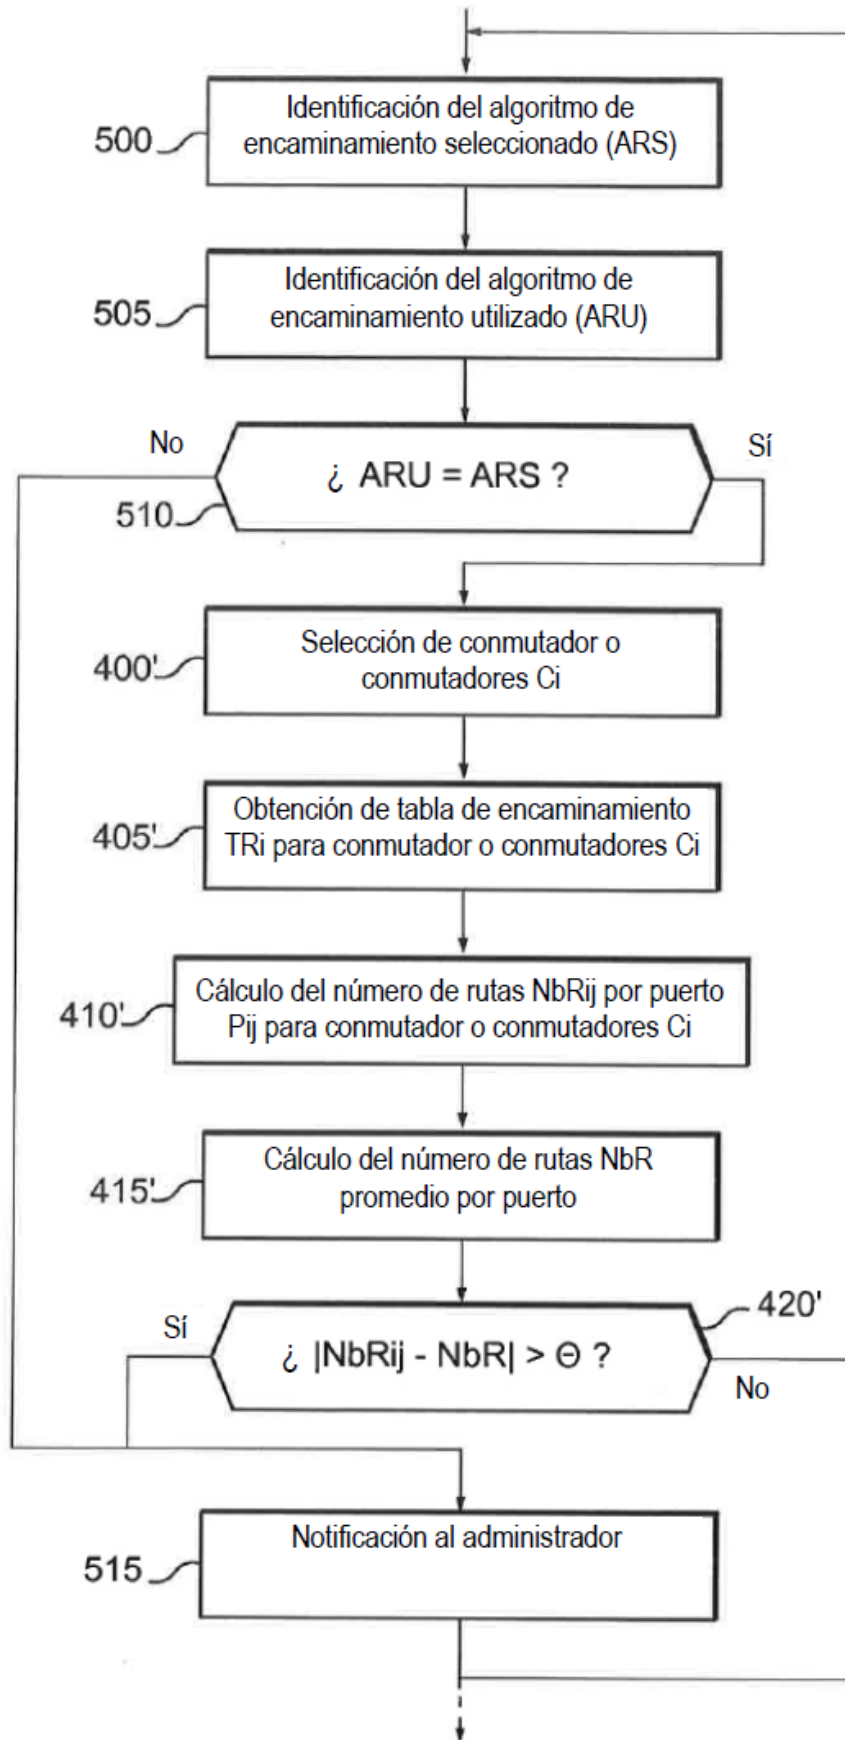 Identificación del algoritmo de
encaminamiento seleccionado (ARS)
500
Identificación del algoritmo de
encaminamiento utilizado (ARU)
505
No
Sí
¿ ARU = ARS ?
510
Selección de conmutador o
conmutadores Ci
400'
Obtención de tabla de encaminamiento
TRi para conmutador o conmutadores Ci
405'
Cálculo del número de rutas NbRij por puerto
Pij para conmutador o conmutadores Ci
410'
Cálculo del número de rutas NbR
promedio por puerto
415'
420'
Sí
¿ |NbRij - NbR| > Θ ?
No
Notificación al administrador
515